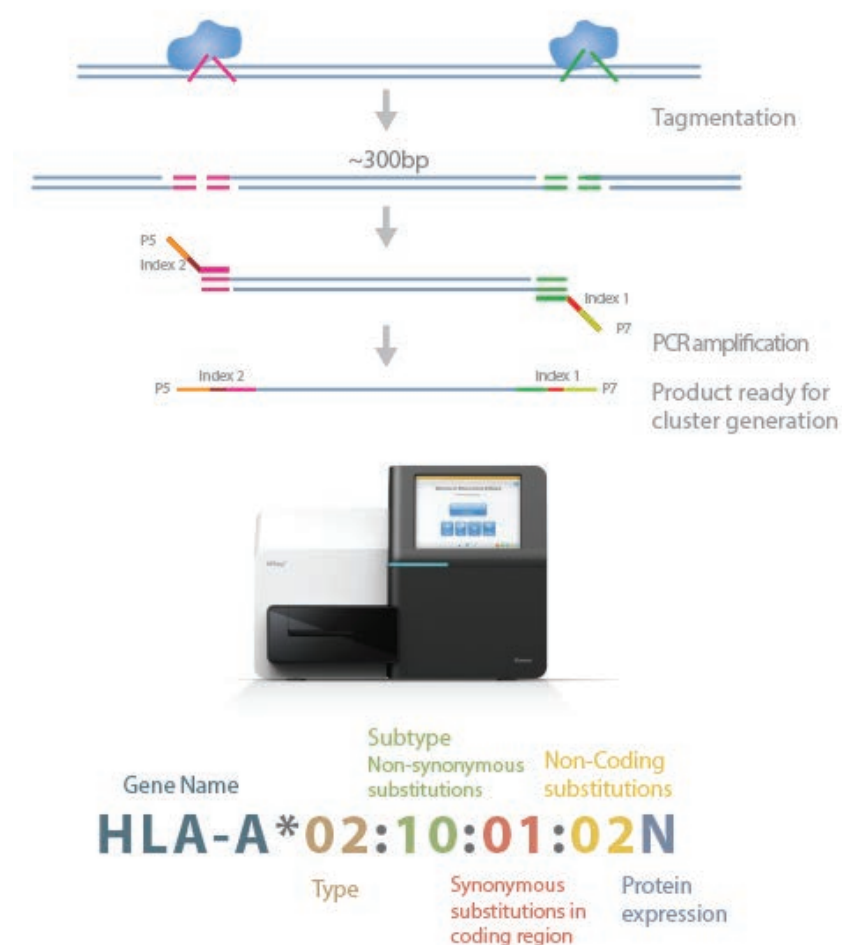 Tagmentation
~300bp
P5
Index 2
Index 1
P7
PCR amplification
Index 2
Index 1
P5
P7
Product ready for
cluster generation
Subtype
Non-synonymous
substitutions
Non-Coding
substitutions
Gene Name
HLA-A*02:10:01:02N
Type
Synonymous
substitutions in
coding region
Protein
expression